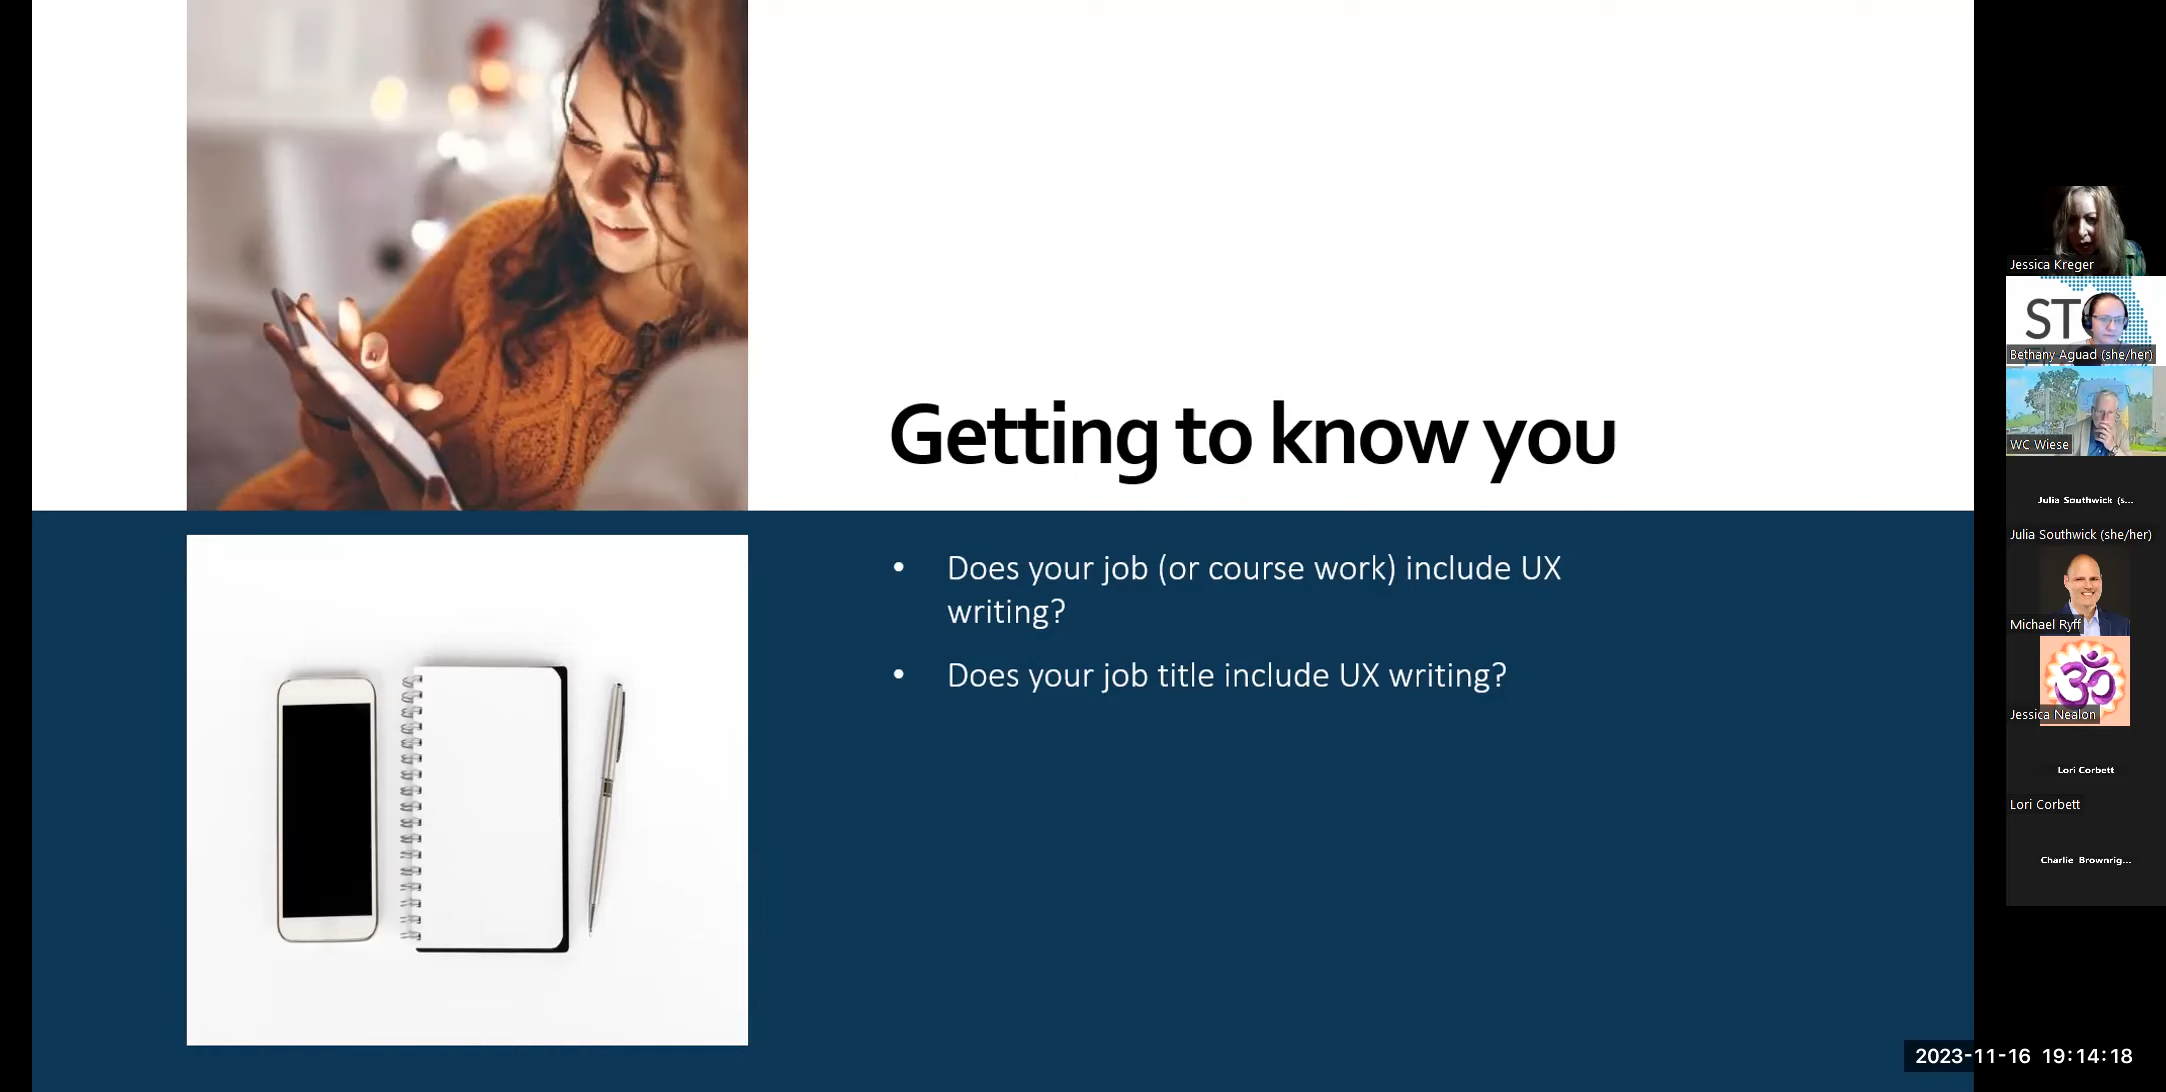 Getting to know you
• Does your job (or course work) include UX
writing?
• Does your job title include UX writing?
Jessica Kreger
ST
Bethany Aguad (she/her)
WC Wiese
Julia Southwick (s...
Julia Southwick (she/her)
Michael Ryff
ॐ
Jessica Nealon
Lori Corbett
Lori Corbett
Charlie Brownrig...
2023-11-16 19:14:18